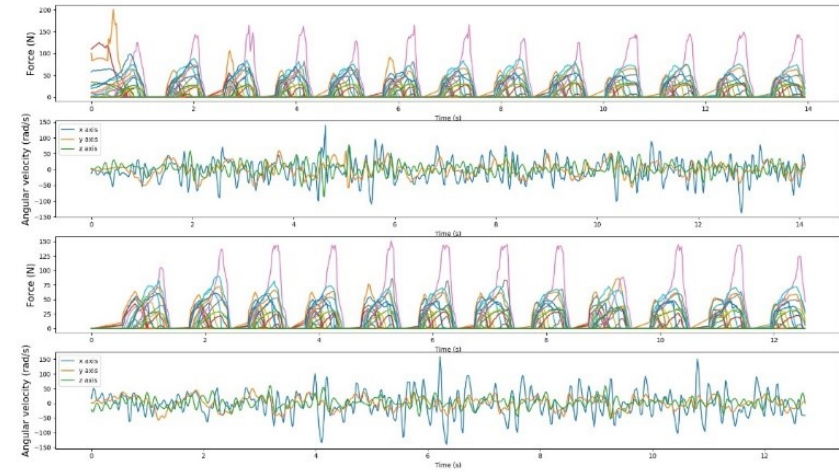 Force (N)
200
150
100
50
0
0 2 4 6 8 10 12 14
Time (s)
Angular velocity (rad/s)
150
100
50
0
−50
−100
−150
x axis
y axis
z axis
0 2 4 6 8 10 12 14
Time (s)
Force (N)
150
125
100
75
50
25
0
0 2 4 6 8 10 12
Time (s)
Angular velocity (rad/s)
150
100
50
0
−50
−100
−150
x axis
y axis
z axis
0 2 4 6 8 10 12
Time (s)